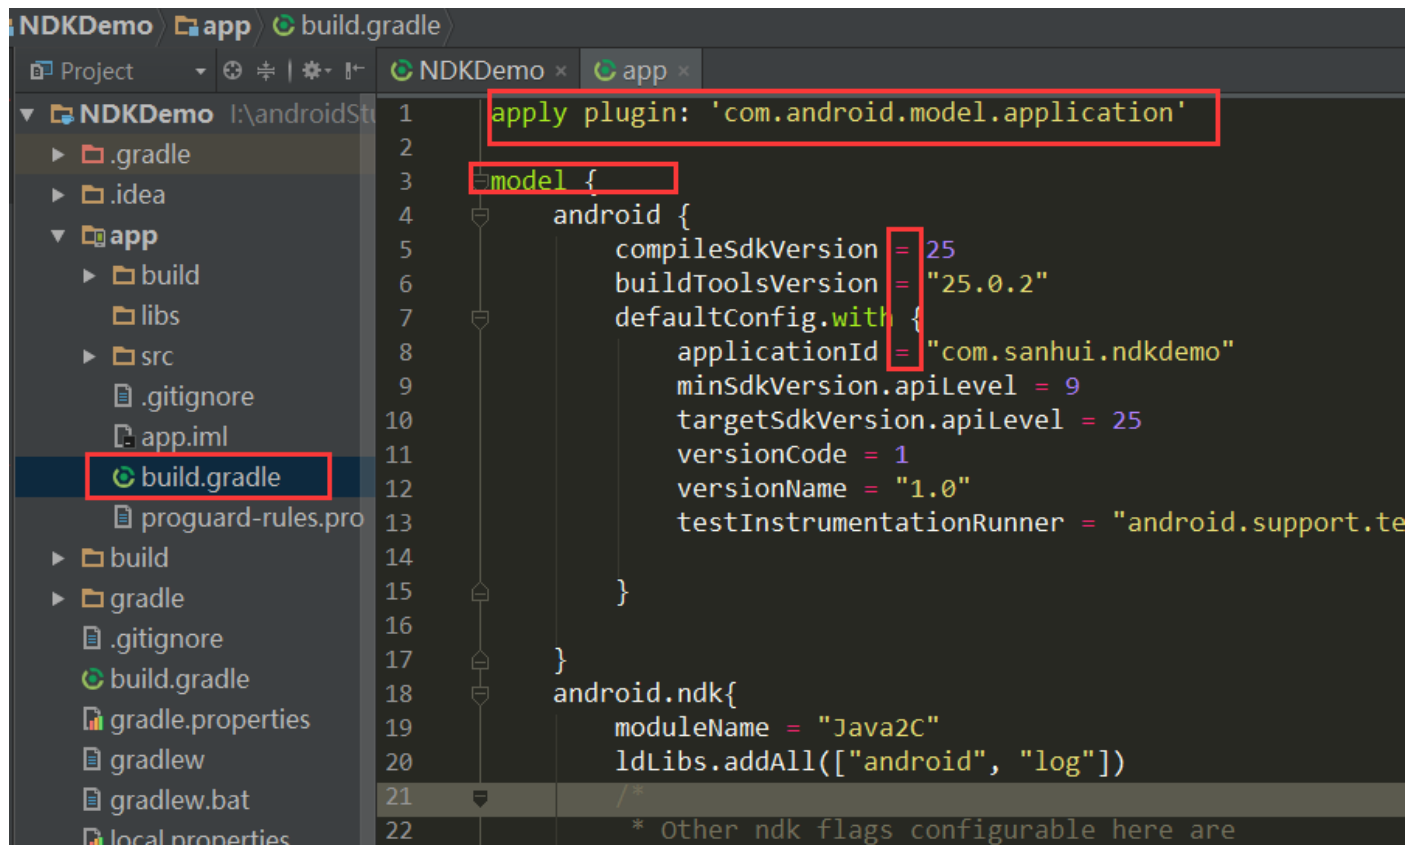 NDKDemo app build.gradle
Project
NDKDemo app
NDKDemo I:\androidStu
.gradle
.idea
app
build
libs
src
.gitignore
app.iml
build.gradle
proguard-rules.pro
build
gradle
.gitignore
build.gradle
gradle.properties
gradlew
gradlew.bat
local.properties
1 apply plugin: 'com.android.model.application'
2
3 model {
4 android {
5 compileSdkVersion = 25
6 buildToolsVersion = "25.0.2"
7 defaultConfig.with {
8 applicationId = "com.sanhui.ndkdemo"
9 minSdkVersion.apiLevel = 9
10 targetSdkVersion.apiLevel = 25
11 versionCode = 1
12 versionName = "1.0"
13 testInstrumentationRunner = "android.support.te
14
15 }
16
17 }
18 android.ndk{
19 moduleName = "Java2C"
20 ldLibs.addAll(["android", "log"])
21 /*
22 * Other ndk flags configurable here are